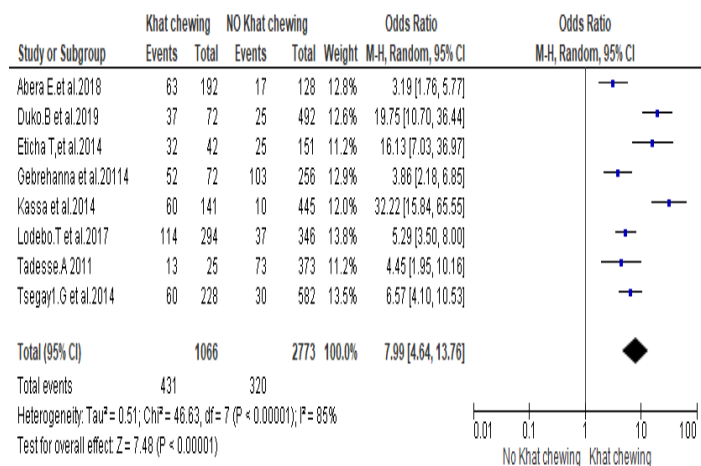 Khat chewing NO Khat chewing Odds Ratio Odds Ratio
Study or Subgroup Events Total Events Total Weight M-H, Random, 95% CI M-H, Random, 95% CI
Abera E et al.2018 63 192 17 128 12.8% 3.19 [1.76, 5.77]
Duko.B et al.2019 37 72 25 492 12.6% 19.75 [10.70, 36.44]
Eticha T,et al.2014 32 42 25 151 11.2% 16.13 [7.03, 36.97]
Gebrehanna et al.20114 52 72 103 256 12.9% 3.86 [2.18, 6.85]
Kassa et al.2014 60 141 10 445 12.0% 32.22 [15.84, 65.55]
Lodebo.T et al.2017 114 294 37 346 13.8% 5.29 [3.50, 8.00]
Tadesse.A 2011 13 25 73 373 11.2% 4.45 [1.95, 10.16]
Tsegay1.G et al.2014 60 228 30 582 13.5% 6.57 [4.10, 10.53]
Total (95% CI) 1066 2773 100.0% 7.99 [4.64, 13.76]
Total events 431 320
Heterogeneity: Tau² = 0.51; Chi² = 46.63, df = 7 (P < 0.00001); I² = 85%
Test for overall effect: Z = 7.48 (P < 0.00001)
0.01 0.1 1 10 100
No Khat chewing Khat chewing